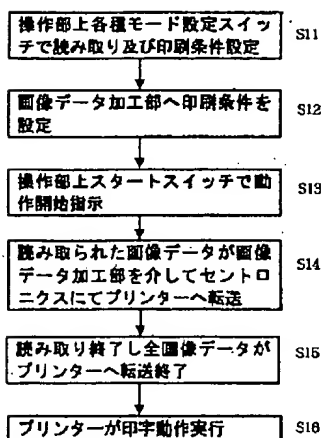 操作部上各種モード設定スイッ
チで読み取り及び印刷条件設定
S11
画像データ加工部へ印刷条件を
設定
S12
操作部上スタートスイッチで動
作開始指示
S13
読み取られた画像データが画像
データ加工部を介してセントロ
ニクスにてプリンターへ転送
S14
読み取り終了し全画像データが
プリンターへ転送終了
S15
プリンターが印字動作実行
S16